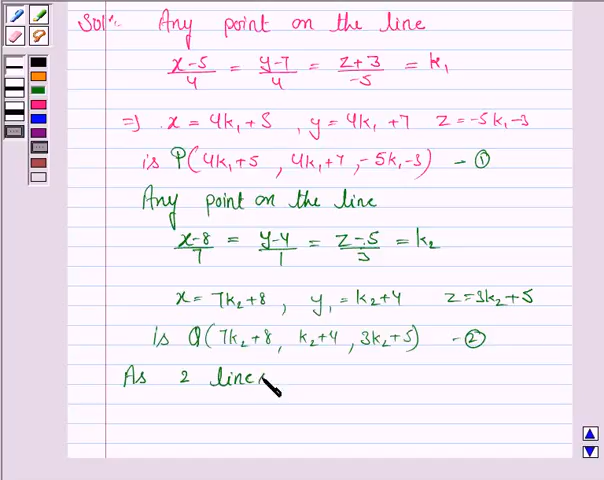 Soln. Any point on the line
x-5/4 = y-7/4 = z+3/-5 = k₁
⇒ x = 4k₁+5 , y = 4k₁+7 z = -5k₁-3
is P(4k₁+5 , 4k₁+7, -5k₁-3) - ①
Any point on the line
x-8/7 = y-4/1 = z-5/3 = k₂
x = 7k₂+8 , y = k₂+4 z = 3k₂+5
is Q(7k₂+8, k₂+4, 3k₂+5) - ②
As 2 lines